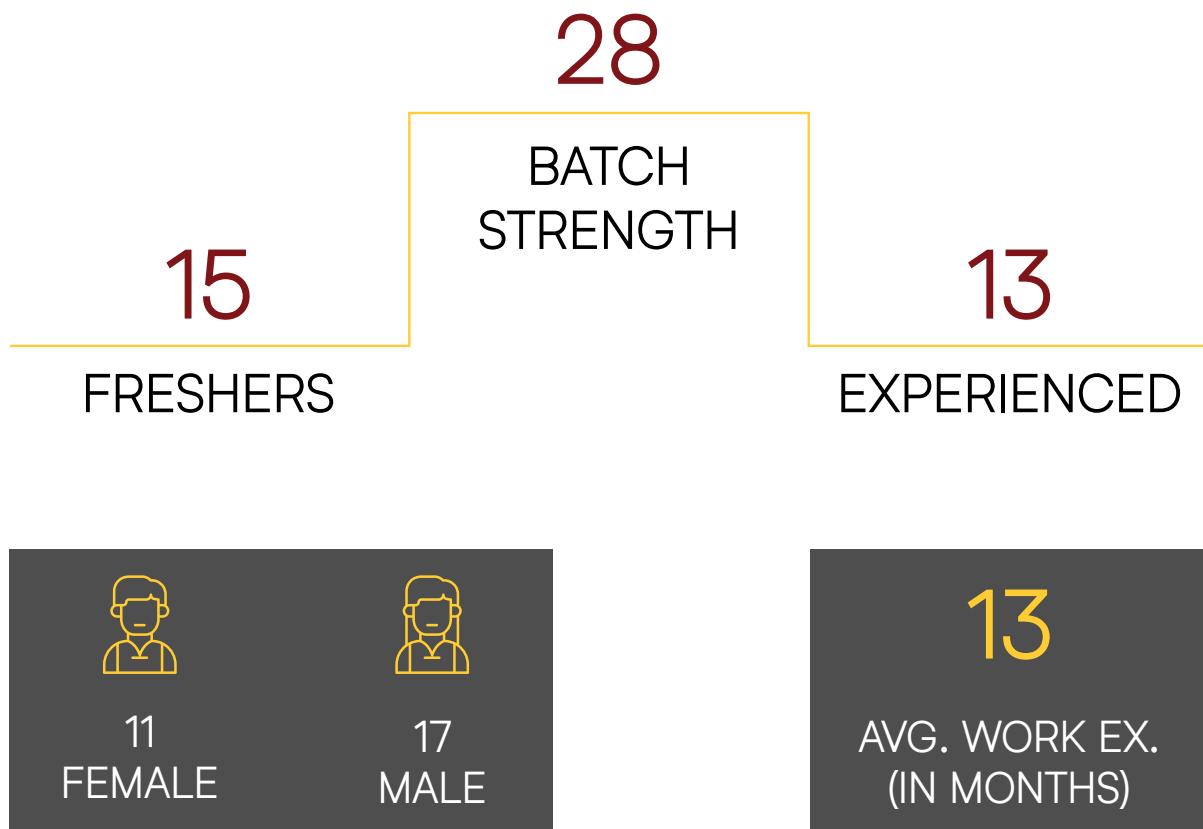 28
BATCH
STRENGTH
15
FRESHERS
13
EXPERIENCED
11
FEMALE
17
MALE
13
AVG. WORK EX.
(IN MONTHS)